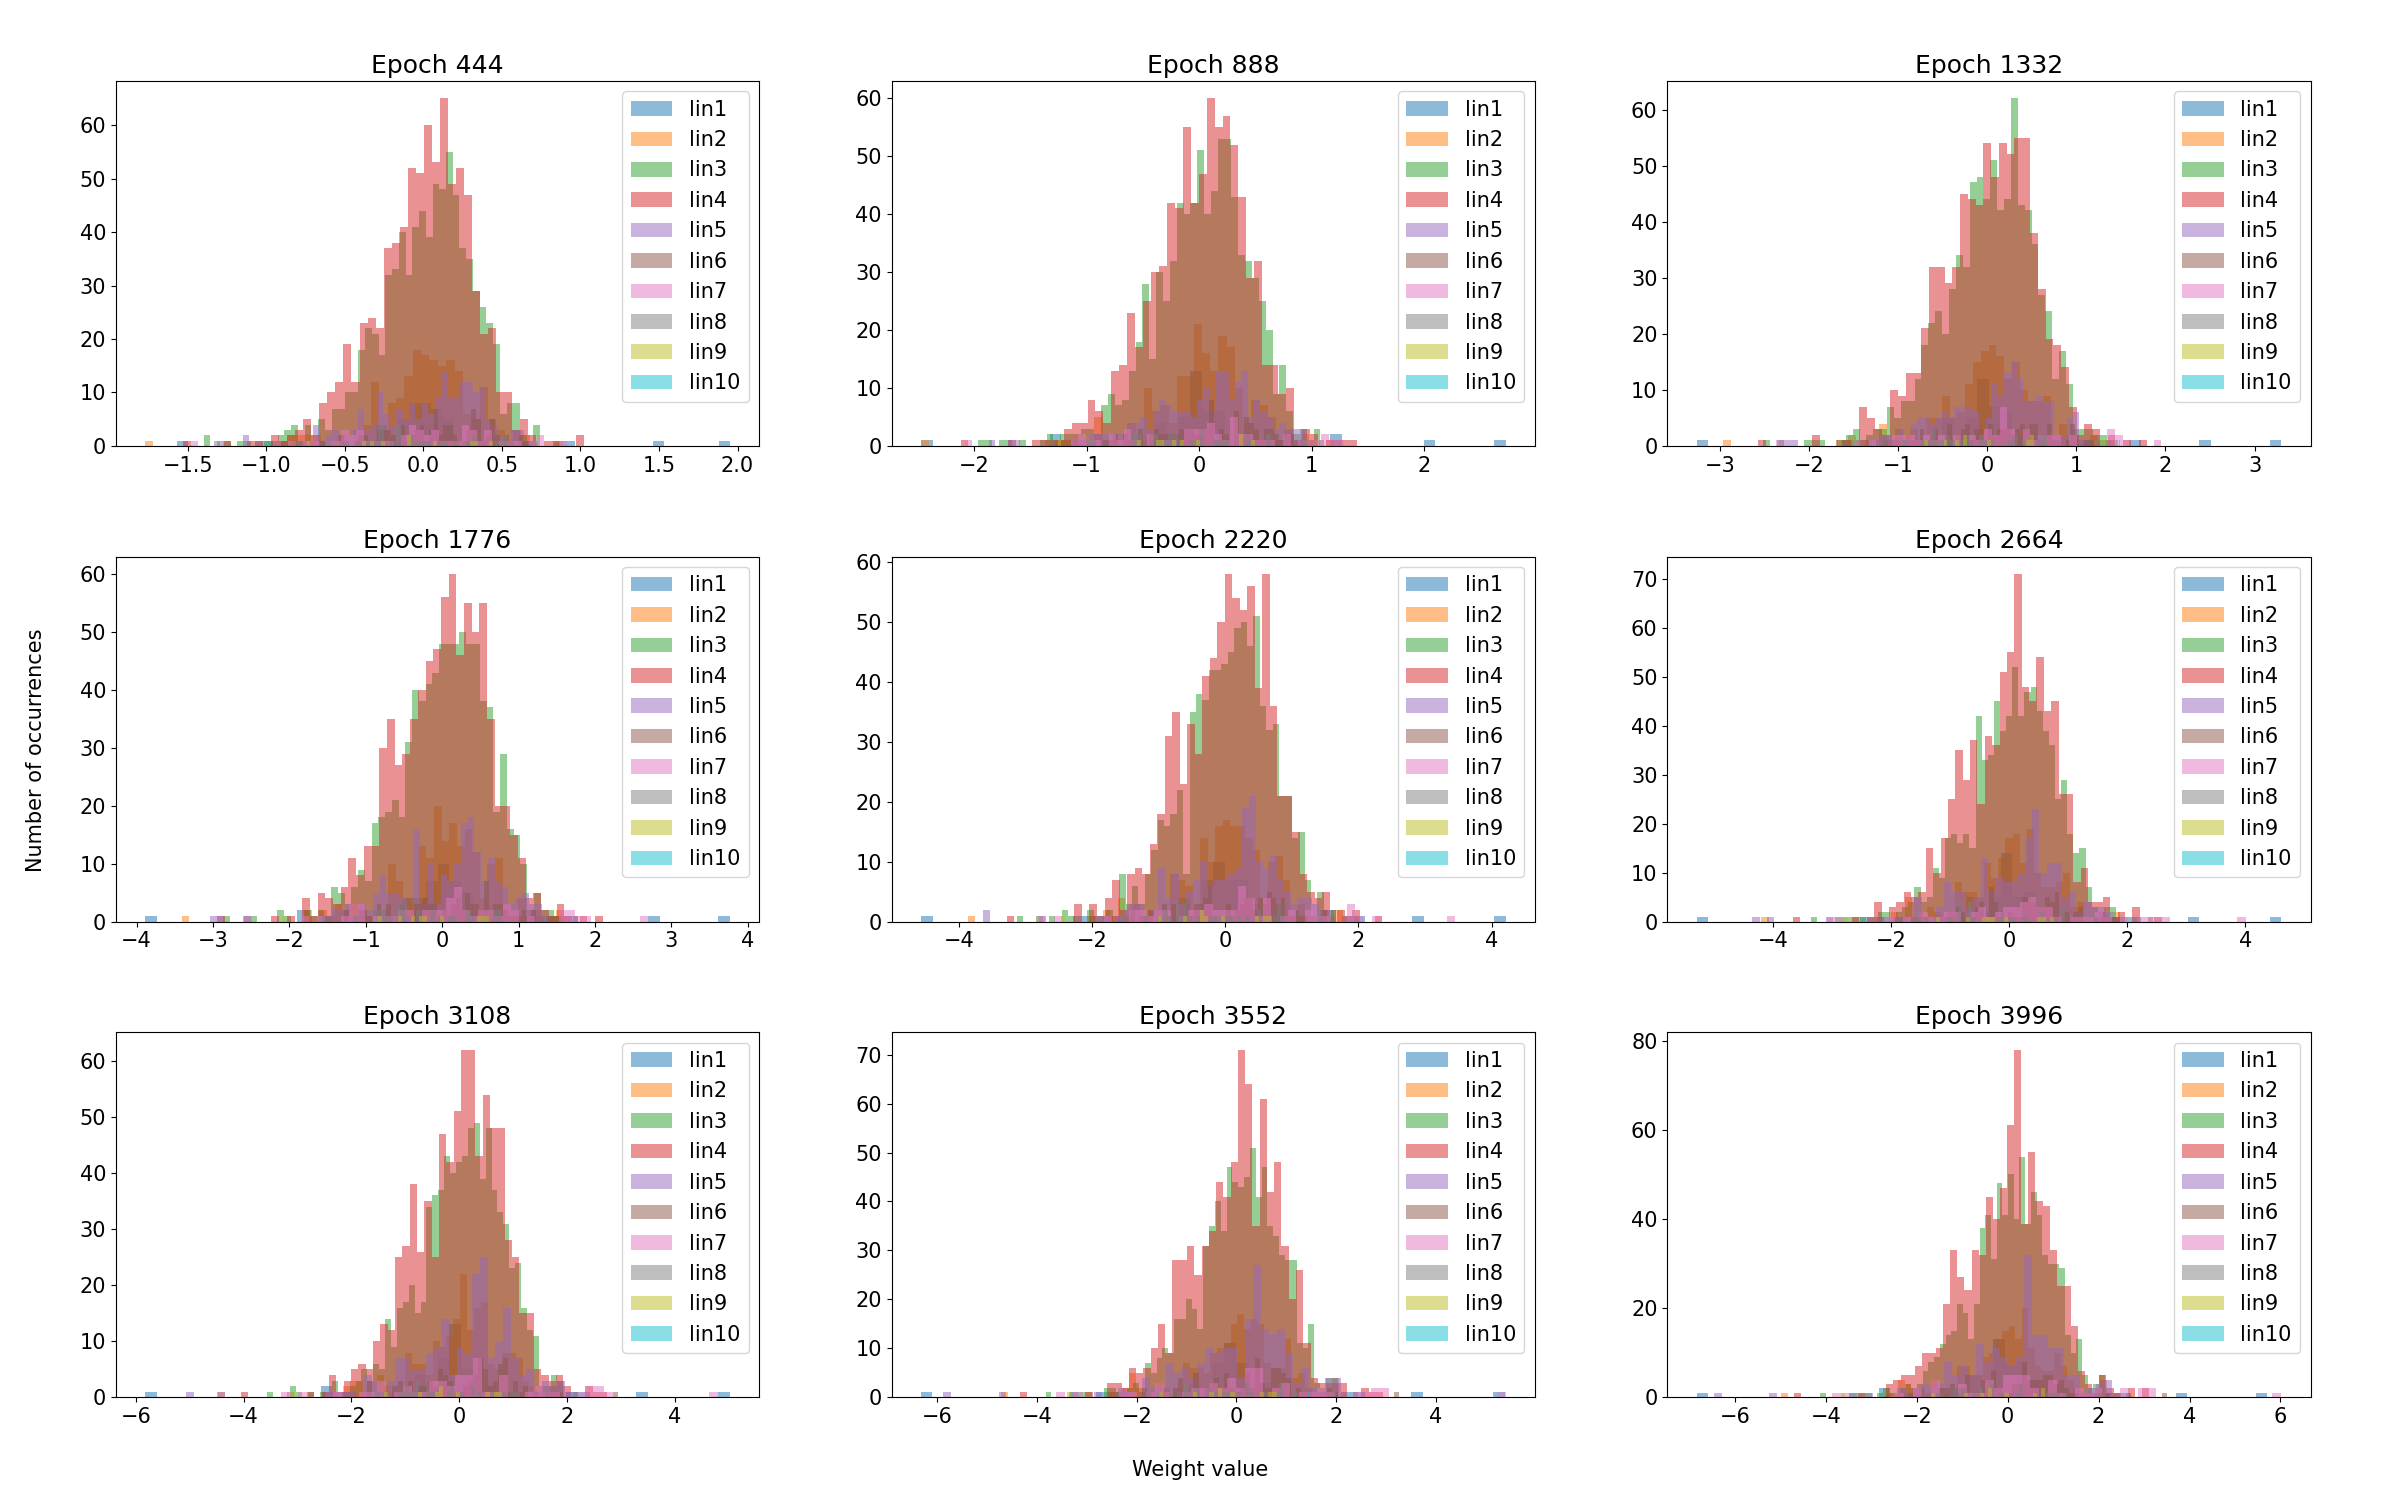 Epoch 444
Epoch 888
Epoch 1332
60
50
40
30
20
10
0
−1.5 −1.0 −0.5 0.0 0.5 1.0 1.5 2.0
lin1
lin2
lin3
lin4
lin5
lin6
lin7
lin8
lin9
lin10
60
50
40
30
20
10
0
−2 −1 0 1 2
lin1
lin2
lin3
lin4
lin5
lin6
lin7
lin8
lin9
lin10
60
50
40
30
20
10
0
−3 −2 −1 0 1 2 3
lin1
lin2
lin3
lin4
lin5
lin6
lin7
lin8
lin9
lin10
Number of occurrences
Epoch 1776
Epoch 2220
Epoch 2664
60
50
40
30
20
10
0
−4 −3 −2 −1 0 1 2 3 4
lin1
lin2
lin3
lin4
lin5
lin6
lin7
lin8
lin9
lin10
60
50
40
30
20
10
0
−4 −2 0 2 4
lin1
lin2
lin3
lin4
lin5
lin6
lin7
lin8
lin9
lin10
70
60
50
40
30
20
10
0
−4 −2 0 2 4
lin1
lin2
lin3
lin4
lin5
lin6
lin7
lin8
lin9
lin10
Epoch 3108
Epoch 3552
Epoch 3996
60
50
40
30
20
10
0
−6 −4 −2 0 2 4
lin1
lin2
lin3
lin4
lin5
lin6
lin7
lin8
lin9
lin10
70
60
50
40
30
20
10
0
−6 −4 −2 0 2 4
lin1
lin2
lin3
lin4
lin5
lin6
lin7
lin8
lin9
lin10
80
60
40
20
0
−6 −4 −2 0 2 4 6
lin1
lin2
lin3
lin4
lin5
lin6
lin7
lin8
lin9
lin10
Weight value